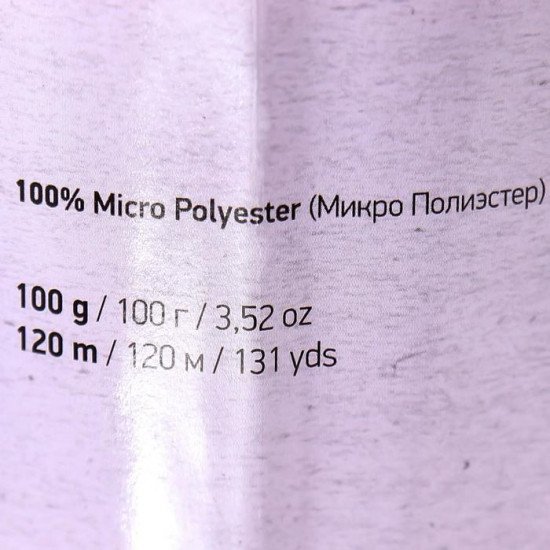 100% Micro Polyester (Микро Полиэстер)
100 g / 100 г / 3,52 oz
120 m / 120 м / 131 yds